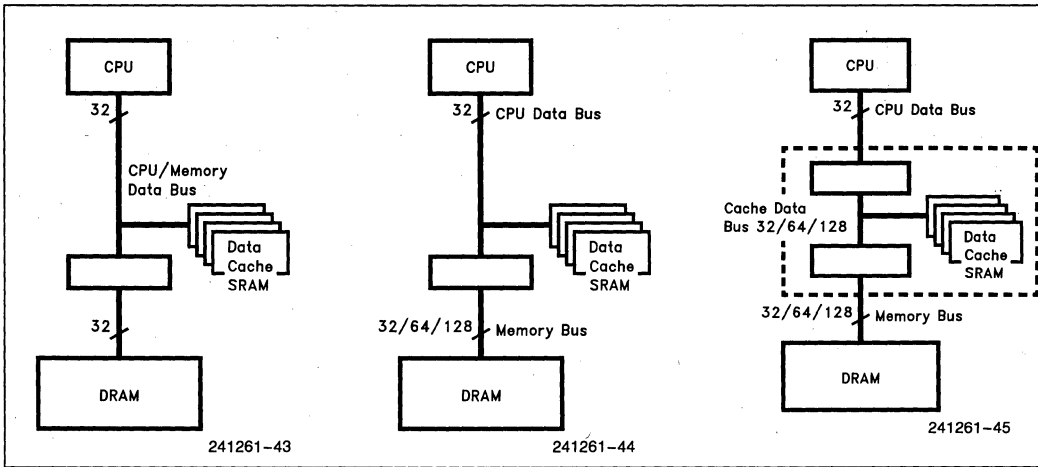 CPU
32
CPU/Memory
Data Bus
Data
Cache
SRAM
32
DRAM
241261-43
CPU
32
CPU Data Bus
Data
Cache
SRAM
32/64/128
Memory Bus
DRAM
241261-44
CPU
32
CPU Data Bus
Cache Data
Bus 32/64/128
Data
Cache
SRAM
32/64/128
Memory Bus
DRAM
241261-45